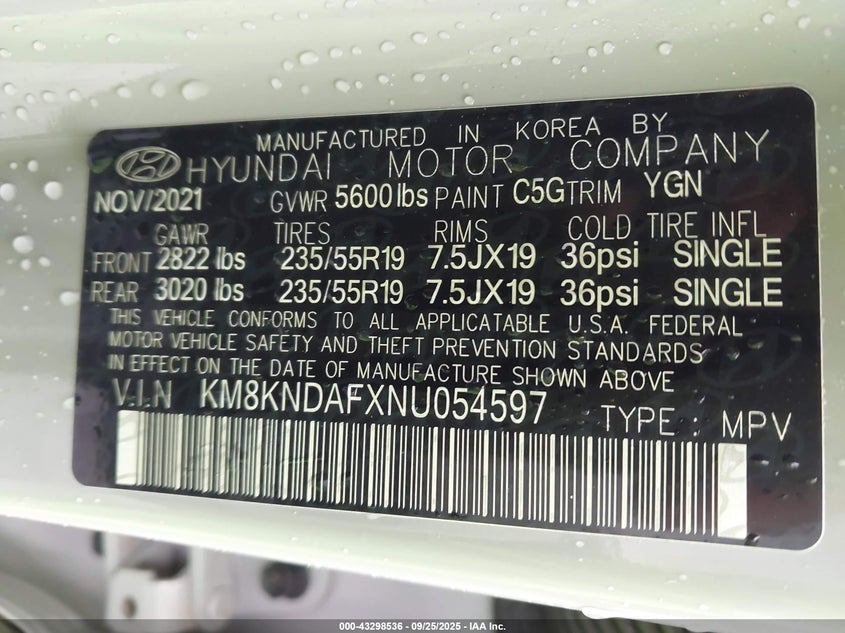 MANUFACTURED IN KOREA BY
HYUNDAI MOTOR COMPANY
NOV/2021 GVWR 5600lbs PAINT C5G TRIM YGN
GAWR TIRES RIMS COLD TIRE INFL
FRONT 2822 lbs 235/55R19 7.5JX19 36psi SINGLE
REAR 3020 lbs 235/55R19 7.5JX19 36psi SINGLE
THIS VEHICLE CONFORMS TO ALL APPLICATABLE U.S.A. FEDERAL
MOTOR VEHICLE SAFETY AND THEFT PREVENTION STANDARDS
IN EFFECT ON THE DATE OF MANUFACTURE SHOWN ABOVE
V.I.N KM8KNDAFXNU054597 TYPE : MPV
000-43298536 - 09/25/2025 - IAA Inc.